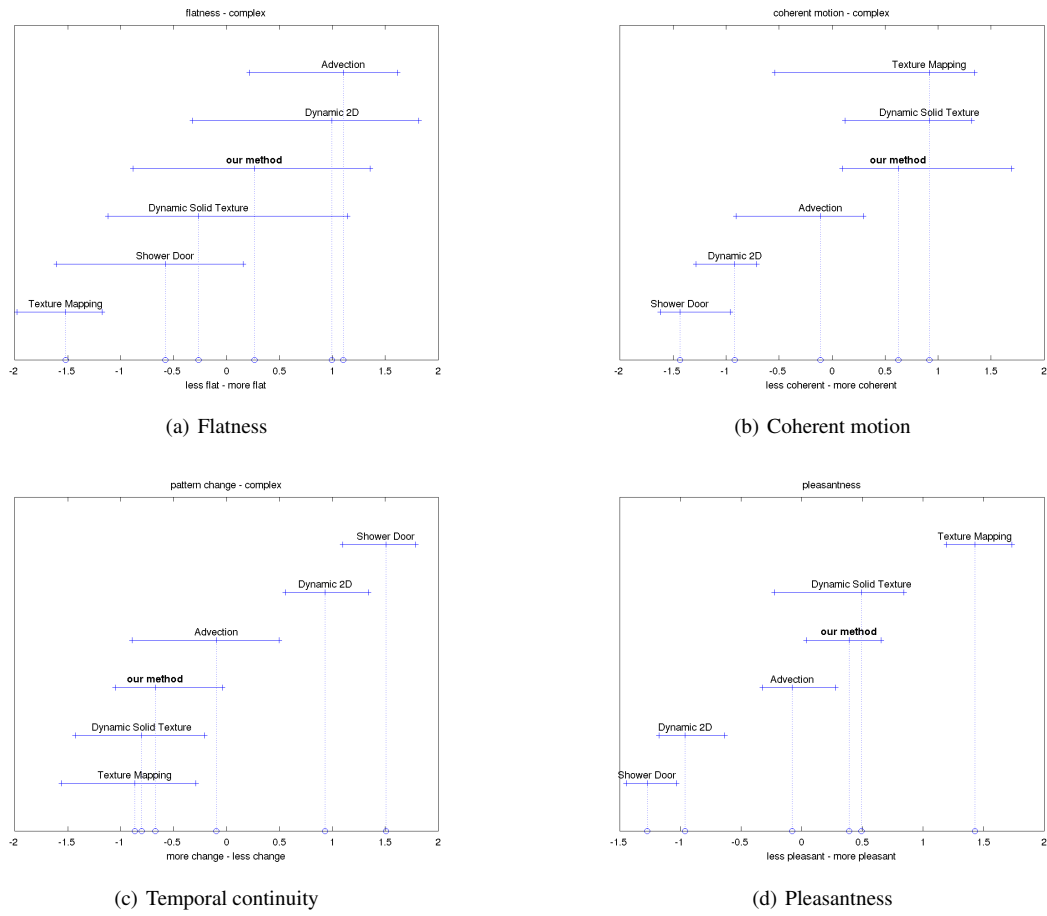 flatness - complex
Advection
Dynamic 2D
our method
Dynamic Solid Texture
Shower Door
Texture Mapping
-2 -1.5 -1 -0.5 0 0.5 1 1.5 2
less flat - more flat
(a) Flatness
coherent motion - complex
Texture Mapping
Dynamic Solid Texture
our method
Advection
Dynamic 2D
Shower Door
-2 -1.5 -1 -0.5 0 0.5 1 1.5 2
less coherent - more coherent
(b) Coherent motion
pattern change - complex
Shower Door
Dynamic 2D
Advection
our method
Dynamic Solid Texture
Texture Mapping
-2 -1.5 -1 -0.5 0 0.5 1 1.5 2
more change - less change
(c) Temporal continuity
pleasantness
Texture Mapping
Dynamic Solid Texture
our method
Advection
Dynamic 2D
Shower Door
-1.5 -1 -0.5 0 0.5 1 1.5 2
less pleasant - more pleasant
(d) Pleasantness